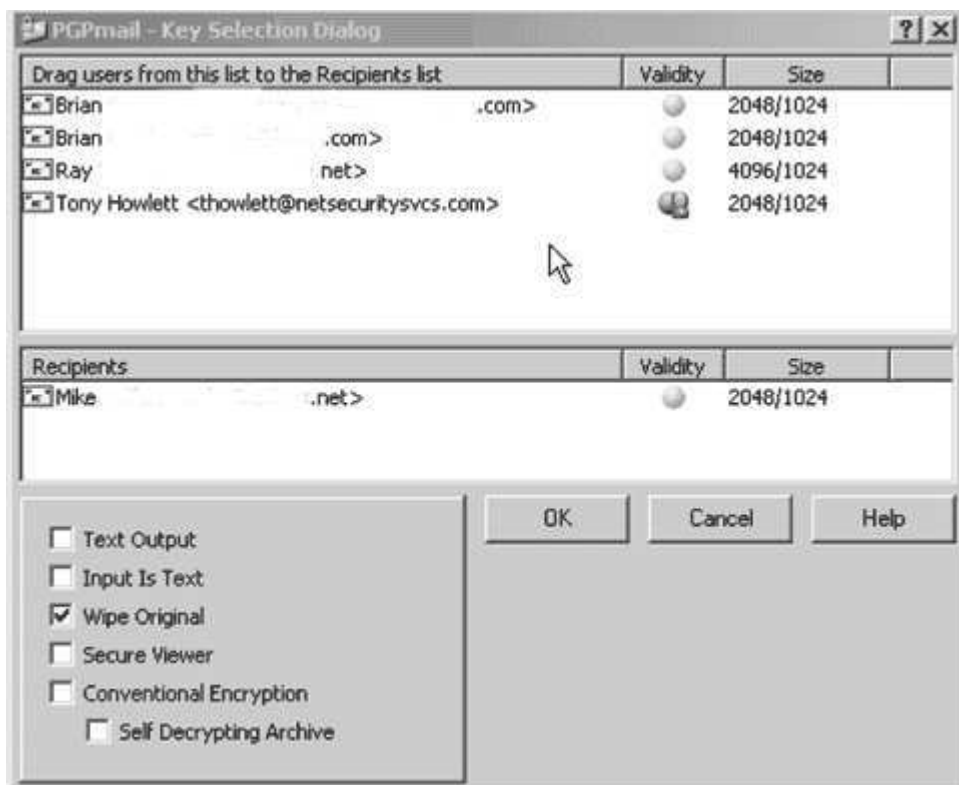 PGPmail - Key Selection Dialog
Drag users from this list to the Recipients list Validity Size
Brian .com> 2048/1024
Brian .com> 2048/1024
Ray net> 4096/1024
Tony Howlett <thowlett@netsecuritysvcs.com> 2048/1024
Recipients Validity Size
Mike .net> 2048/1024
OK Cancel Help
Text Output
Input Is Text
Wipe Original
Secure Viewer
Conventional Encryption
Self Decrypting Archive